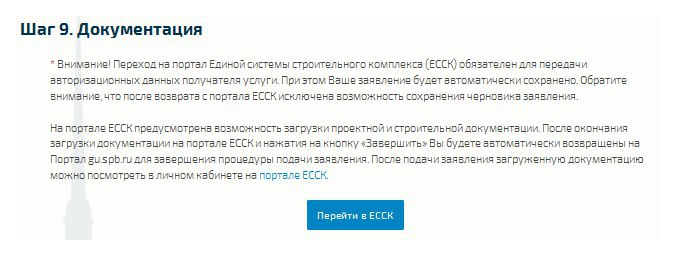 Шаг 9. Документация
* Внимание! Переход на портал Единой системы строительного комплекса (ЕССК) обязателен для передачи
авторизационных данных получателя услуги. При этом Ваше заявление будет автоматически сохранено. Обратите
внимание, что после возврата с портала ЕССК исключена возможность сохранения черновика заявления.
На портале ЕССК предусмотрена возможность загрузки проектной и строительной документации. После окончания
загрузки документации на портале ЕССК и нажатия на кнопку «Завершить» Вы будете автоматически возвращены на
Портал gu.spb.ru для завершения процедуры подачи заявления. После подачи заявления загруженную документацию
можно посмотреть в личном кабинете на портале ЕССК.
Перейти в ЕССК